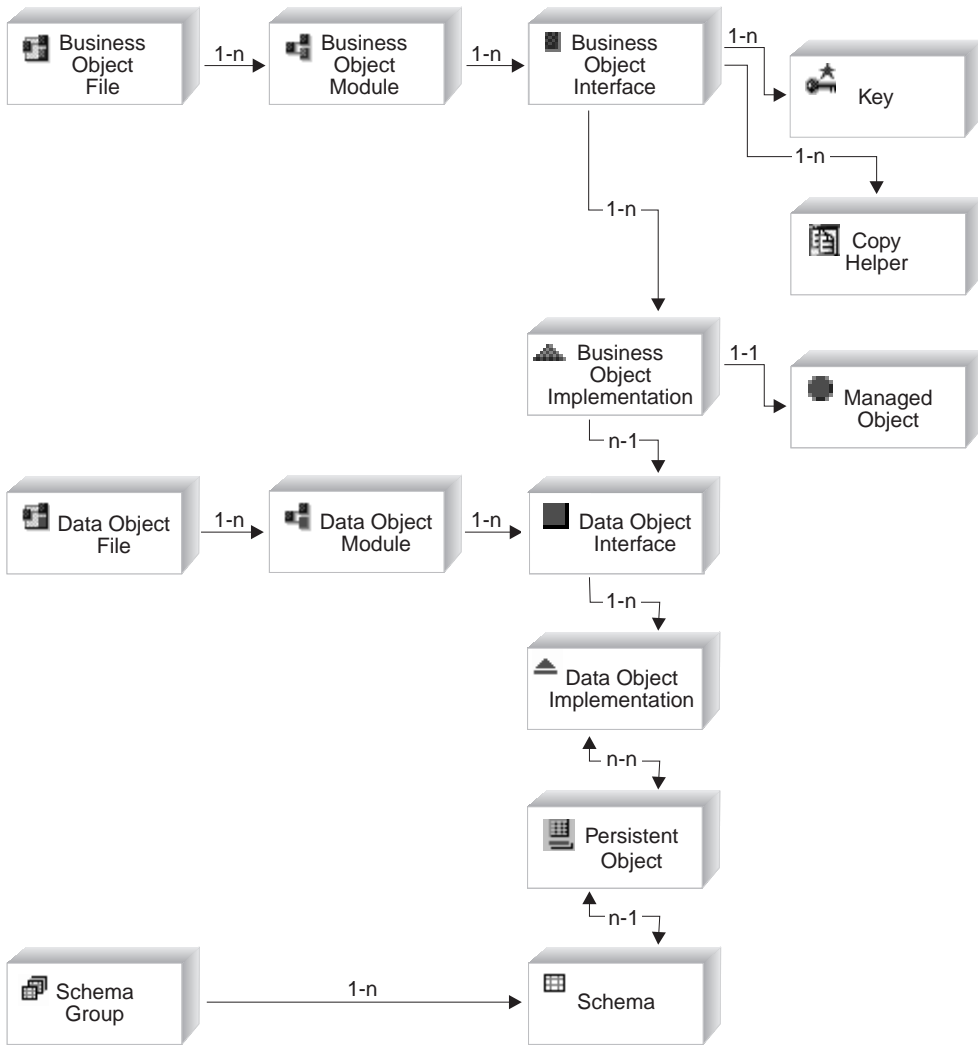 Business
Object
File
1-n
Business
Object
Module
1-n
Business
Object
Interface
1-n
Key
1-n
Copy
Helper
1-n
Business
Object
Implementation
1-1
Managed
Object
n-1
Data Object
File
1-n
Data Object
Module
1-n
Data Object
Interface
1-n
Data Object
Implementation
n-n
Persistent
Object
n-1
Schema
Group
1-n
Schema